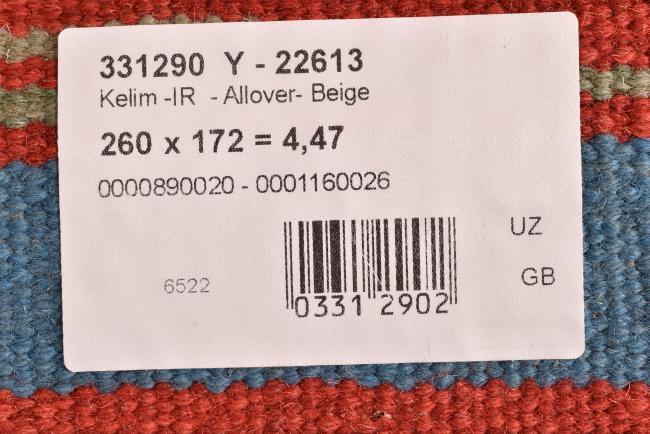 331290 Y - 22613
Kelim -IR - Allover- Beige
260 x 172 = 4,47
0000890020 - 0001160026
UZ
6522
GB
0331 2902